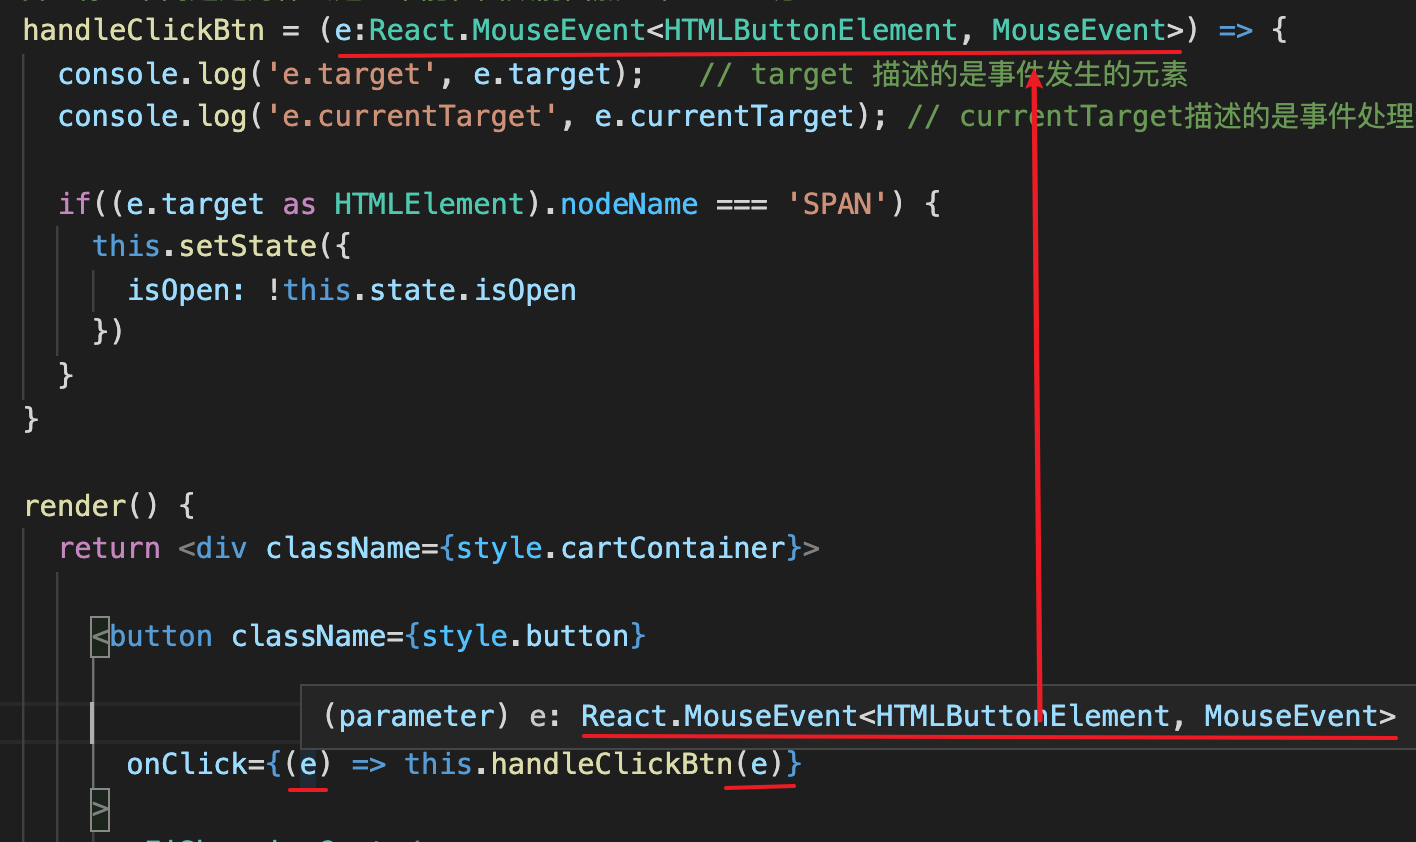 handleClickBtn = (e:React.MouseEvent<HTMLButtonElement, MouseEvent>) => {
console.log('e.target', e.target); // target 描述的是事件发生的元素
console.log('e.currentTarget', e.currentTarget); // currentTarget描述的是事件处理
if((e.target as HTMLElement).nodeName === 'SPAN') {
this.setState({
isOpen: !this.state.isOpen
})
}
}
render() {
return <div className={style.cartContainer}>
<button className={style.button}
(parameter) e: React.MouseEvent<HTMLButtonElement, MouseEvent>
onClick={(e) => this.handleClickBtn(e)}
>